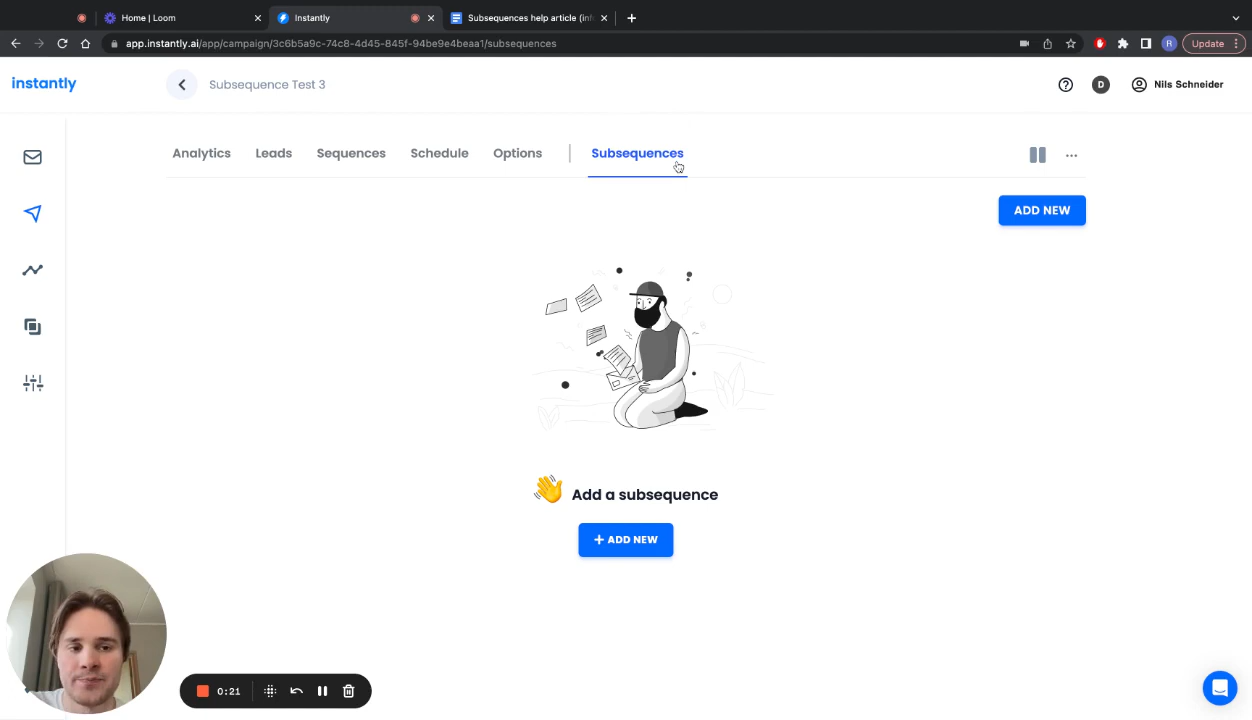 Home | Loom
Instantly
Subsequences help article (in
app.instantly.ai/app/campaign/3c6b5a9c-74c8-4d45-845f-94be9e4beaa1/subsequences
R
Update
instantly
Subsequence Test 3
D
Nils Schneider
Analytics
Leads
Sequences
Schedule
Options
Subsequences
ADD NEW
Add a subsequence
+ ADD NEW
0:21